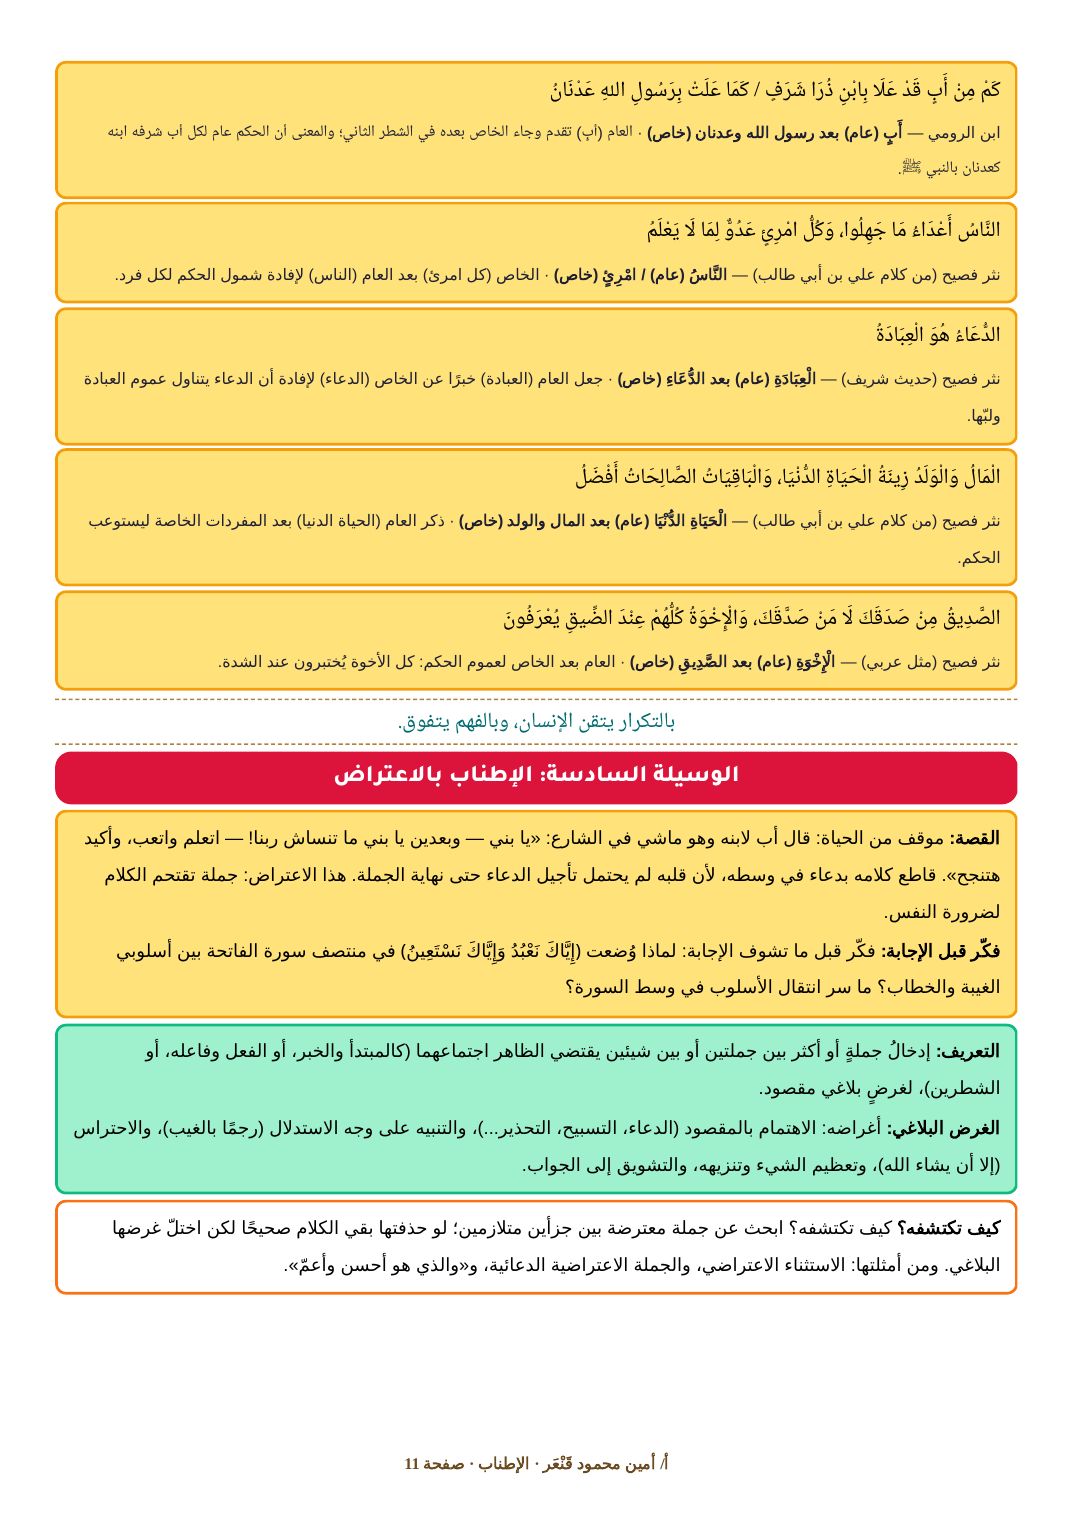 كَمْ مِنْ أَبٍ قَدْ عَلَا بِابْنِ ذُرَا شَرَفٍ / كَمَا عَلَتْ بِرَسُولِ اللهِ عَدْنَانُ
ابن الرومي — أَبٍ (عام) بعد رسول الله وعدنان (خاص) · العام (أب) تقدم وجاء الخاص بعده في الشطر الثاني؛ والمعنى أن الحكم عام لكل أب شرفه ابنه
كعدنان بالنبي ﷺ.
النَّاسُ أَعْدَاءُ مَا جَهِلُوا، وَكُلُّ امْرِئٍ عَدُوٌّ لِمَا لَا يَعْلَمُ
نثر فصيح (من كلام علي بن أبي طالب) — النَّاسُ (عام) / امْرِئٍ (خاص) · الخاص (كل امرئ) بعد العام (الناس) لإفادة شمول الحكم لكل فرد.
الدُّعَاءُ هُوَ الْعِبَادَةُ
نثر فصيح (حديث شريف) — الْعِبَادَةِ (عام) بعد الدُّعَاءِ (خاص) · جعل العام (العبادة) خبرًا عن الخاص (الدعاء) لإفادة أن الدعاء يتناول عموم العبادة
ولبّها.
الْمَالُ وَالْوَلَدُ زِينَةُ الْحَيَاةِ الدُّنْيَا، وَالْبَاقِيَاتُ الصَّالِحَاتُ أَفْضَلُ
نثر فصيح (من كلام علي بن أبي طالب) — الْحَيَاةِ الدُّنْيَا (عام) بعد المال والولد (خاص) · ذكر العام (الحياة الدنيا) بعد المفردات الخاصة ليستوعب
الحكم.
الصَّدِيقُ مِنْ صَدَقَكَ لَا مَنْ صَدَّقَكَ، وَالْإِخْوَةُ كُلُّهُمْ عِنْدَ الضِّيقِ يُعْرَفُونَ
نثر فصيح (مثل عربي) — الْإِخْوَةِ (عام) بعد الصَّدِيقِ (خاص) · العام بعد الخاص لعموم الحكم: كل الأخوة يُختبرون عند الشدة.
بالتكرار يتقن الإنسان، وبالفهم يتفوق.
الوسيلة السادسة: الإطناب بالاعتراض
القصة: موقف من الحياة: قال أب لابنه وهو ماشي في الشارع: «يا بني — وبعدين يا بني ما تنساش ربنا! — اتعلم واتعب، وأكيد
هتنجح». قاطع كلامه بدعاء في وسطه، لأن قلبه لم يحتمل تأجيل الدعاء حتى نهاية الجملة. هذا الاعتراض: جملة تقتحم الكلام
لضرورة النفس.
فكّر قبل الإجابة: فكّر قبل ما تشوف الإجابة: لماذا وُضعت (إِيَّاكَ نَعْبُدُ وَإِيَّاكَ نَسْتَعِينُ) في منتصف سورة الفاتحة بين أسلوبي
الغيبة والخطاب؟ ما سر انتقال الأسلوب في وسط السورة؟
التعريف: إدخالُ جملةٍ أو أكثر بين جملتين أو بين شيئين يقتضي الظاهر اجتماعهما (كالمبتدأ والخبر، أو الفعل وفاعله، أو
الشطرين)، لغرضٍ بلاغي مقصود.
الغرض البلاغي: أغراضه: الاهتمام بالمقصود (الدعاء، التسبيح، التحذير...)، والتنبيه على وجه الاستدلال (رجمًا بالغيب)، والاحتراس
(إلا أن يشاء الله)، وتعظيم الشيء وتنزيهه، والتشويق إلى الجواب.
كيف تكتشفه؟ كيف تكتشفه؟ ابحث عن جملة معترضة بين جزأين متلازمين؛ لو حذفتها بقي الكلام صحيحًا لكن اختلّ غرضها
البلاغي. ومن أمثلتها: الاستثناء الاعتراضي، والجملة الاعتراضية الدعائية، و«والذي هو أحسن وأعمّ».
أ/ أمين محمود قَنْعَر · الإطناب · صفحة 11